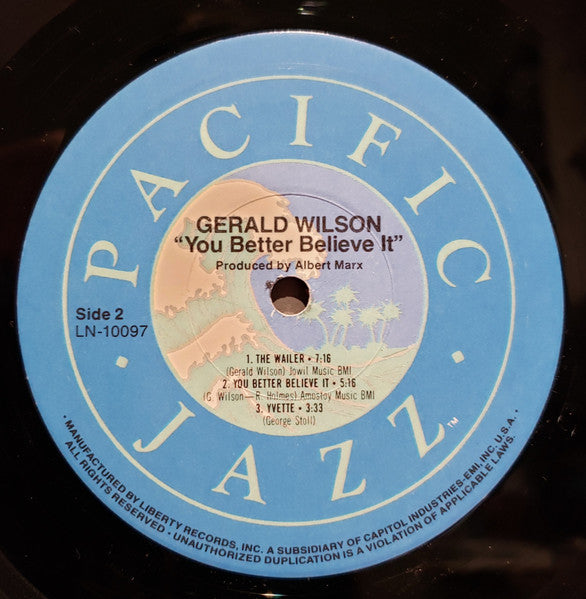 PACIFIC
JAZZ™
GERALD WILSON
“You Better Believe It”
Produced by Albert Marx
Side 2
LN-10097
1. THE WAILER • 7:16
(Gerald Wilson) Jowil Music BMI
2. YOU BETTER BELIEVE IT • 5:16
(G. Wilson—R. Holmes) Amostoy Music BMI
3. YVETTE • 3:33
(George Stoll)
• MANUFACTURED BY LIBERTY RECORDS, INC. A SUBSIDIARY OF CAPITOL INDUSTRIES-EMI, INC. U.S.A. •
ALL RIGHTS RESERVED • UNAUTHORIZED DUPLICATION IS A VIOLATION OF APPLICABLE LAWS.